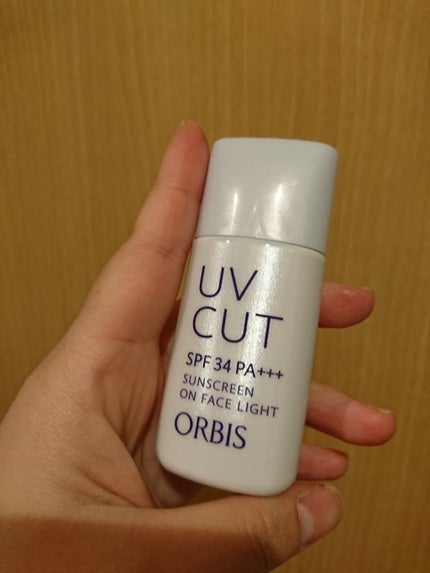 UV
CUT
SPF 34 PA+++
SUNSCREEN
ON FACE LIGHT
ORBIS